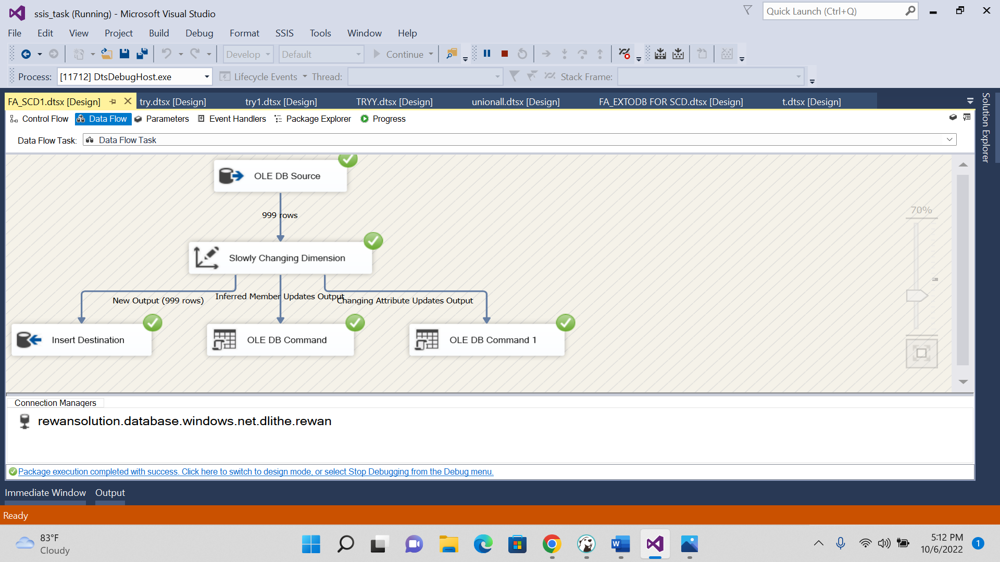 ssis_task (Running) - Microsoft Visual Studio
Quick Launch (Ctrl+Q)
File Edit View Project Build Debug Format SSIS Tools Window Help
Develop Default Continue
Process: [11712] DtsDebugHost.exe Lifecycle Events Thread: Stack Frame:
FA_SCD1.dtsx [Design] try.dtsx [Design] try1.dtsx [Design] TRYY.dtsx [Design] unionall.dtsx [Design] FA_EXTODB FOR SCD.dtsx [Design] t.dtsx [Design]
Solution Explorer
Control Flow Data Flow Parameters Event Handlers Package Explorer Progress
Data Flow Task: Data Flow Task
OLE DB Source
999 rows
70%
Slowly Changing Dimension
New Output (999 rows) Inferred Member Updates Output Changing Attribute Updates Output
Insert Destination OLE DB Command OLE DB Command 1
Connection Managers
rewansolution.database.windows.net.dlithe.rewan
Package execution completed with success. Click here to switch to design mode, or select Stop Debugging from the Debug menu.
Immediate Window Output
Ready
83°F
Cloudy
W
5:12 PM
10/6/2022
1